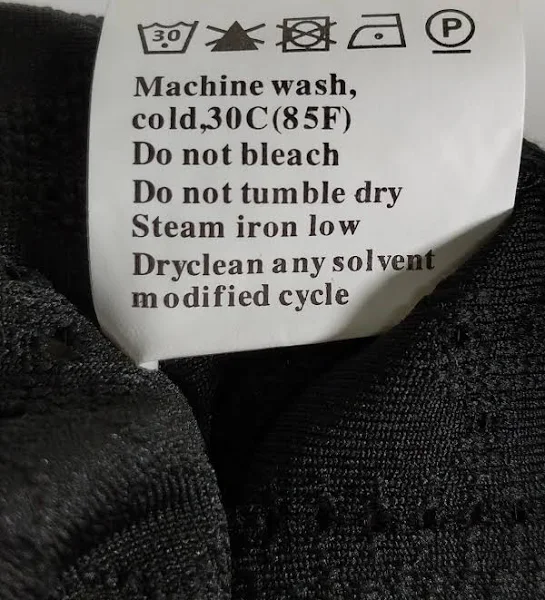 30 P
Machine wash,
cold,30C(85F)
Do not bleach
Do not tumble dry
Steam iron low
Dryclean any solvent
modified cycle